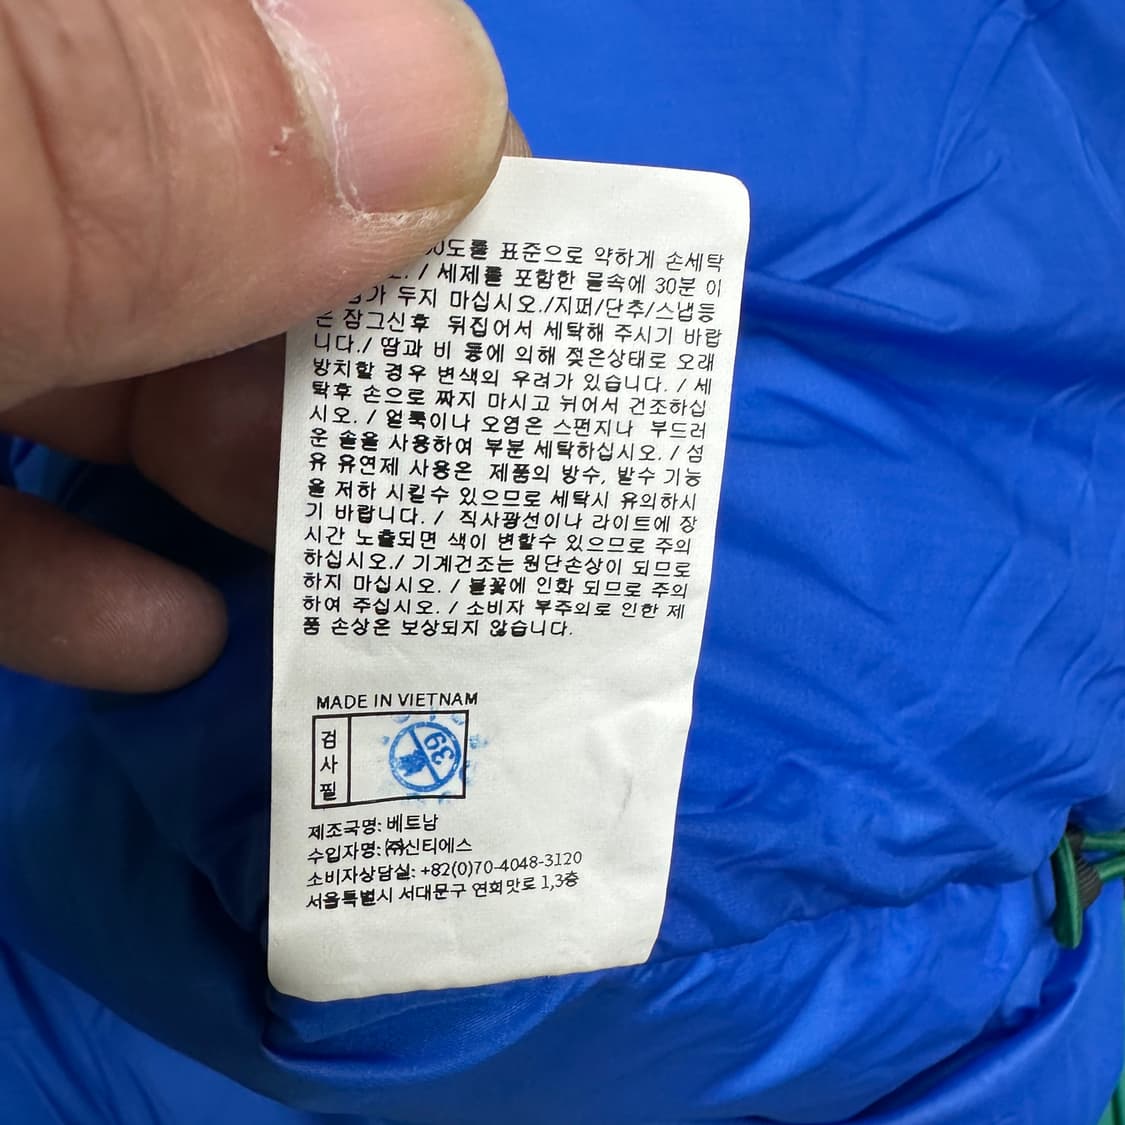 0도를 표준으로 약하게 손세탁
/ 세제를 포함한 물속에 30분 이
가 두지 마십시오./지퍼/단추/스냅등
은 잠그신후 뒤집어서 세탁해 주시기 바랍
니다./ 땀과 비 등에 의해 젖은상태로 오래
방치할 경우 변색의 우려가 있습니다. / 세
탁후 손으로 짜지 마시고 뉘어서 건조하십
시오. / 얼룩이나 오염은 스펀지나 부드러
운 솔을 사용하여 부분 세탁하십시오. / 섬
유 유연제 사용은 제품의 방수, 발수 기능
을 저하 시킬수 있으므로 세탁시 유의하시
기 바랍니다. / 직사광선이나 라이트에 장
시간 노출되면 색이 변할수 있으므로 주의
하십시오./ 기계건조는 원단손상이 되므로
하지 마십시오. / 불꽃에 인화 되므로 주의
하여 주십시오. / 소비자 부주의로 인한 제
품 손상은 보상되지 않습니다.
MADE IN VIETNAM
검사필
39
제조국명: 베트남
수입자명: ㈜신티에스
소비자상담실: +82(0)70-4048-3120
서울특별시 서대문구 연희맛로 1,3층